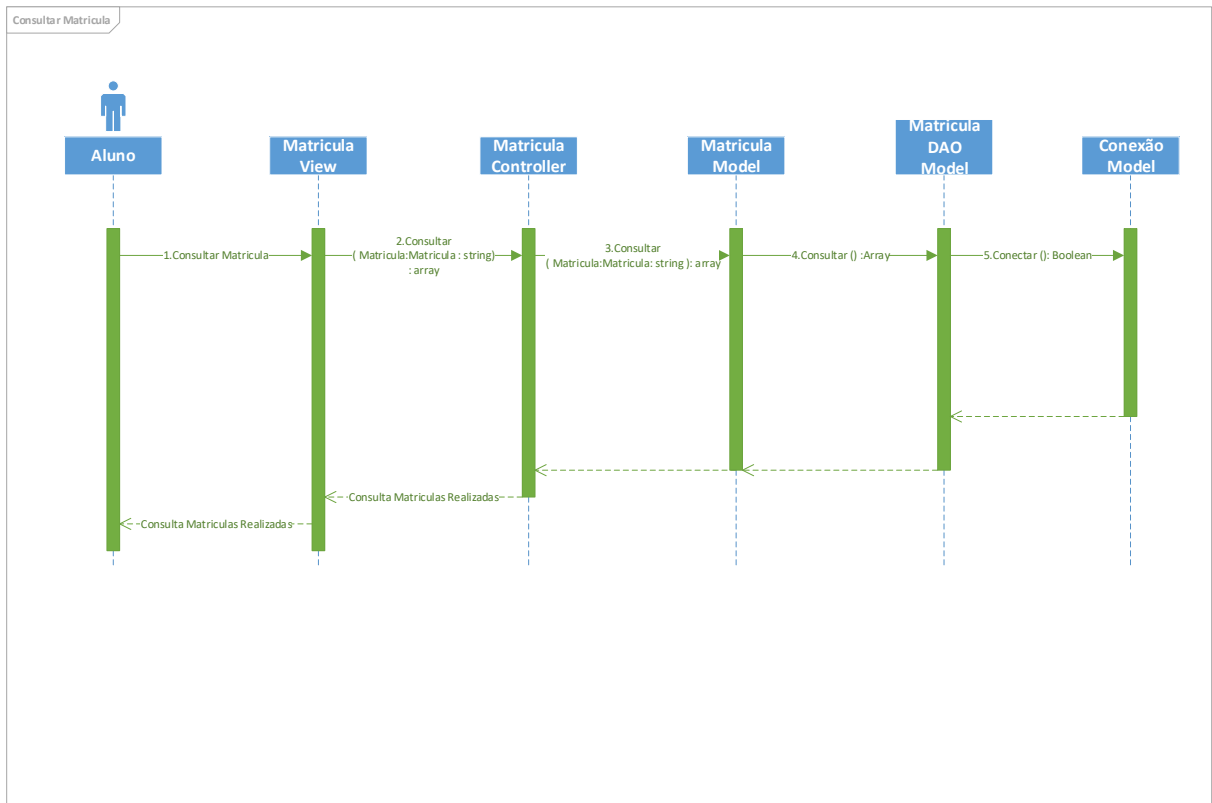 Consultar Matricula
Aluno
Matricula
View
Matricula
Controller
Matricula
Model
Matricula
DAO
Model
Conexão
Model
1.Consultar Matricula
2.Consultar
( Matricula:Matricula : string)
: array
3.Consultar
( Matricula:Matricula: string ): array
4.Consultar () :Array
5.Conectar (): Boolean
Consulta Matriculas Realizadas
Consulta Matriculas Realizadas